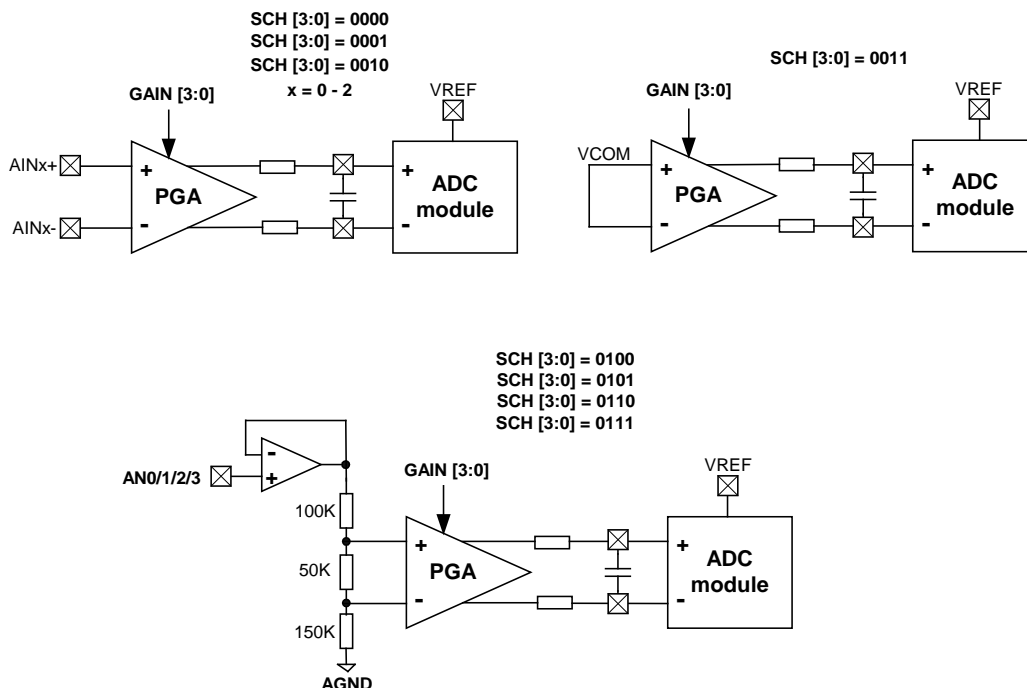 SCH [3:0] = 0000
SCH [3:0] = 0001
SCH [3:0] = 0010
x = 0 - 2
GAIN [3:0]
VREF
AINx+
AINx-
+
-
PGA
+
-
ADC
module
SCH [3:0] = 0011
GAIN [3:0]
VREF
VCOM
+
-
PGA
+
-
ADC
module
SCH [3:0] = 0100
SCH [3:0] = 0101
SCH [3:0] = 0110
SCH [3:0] = 0111
AN0/1/2/3
-
+
GAIN [3:0]
VREF
100K
50K
150K
AGND
+
-
PGA
+
-
ADC
module